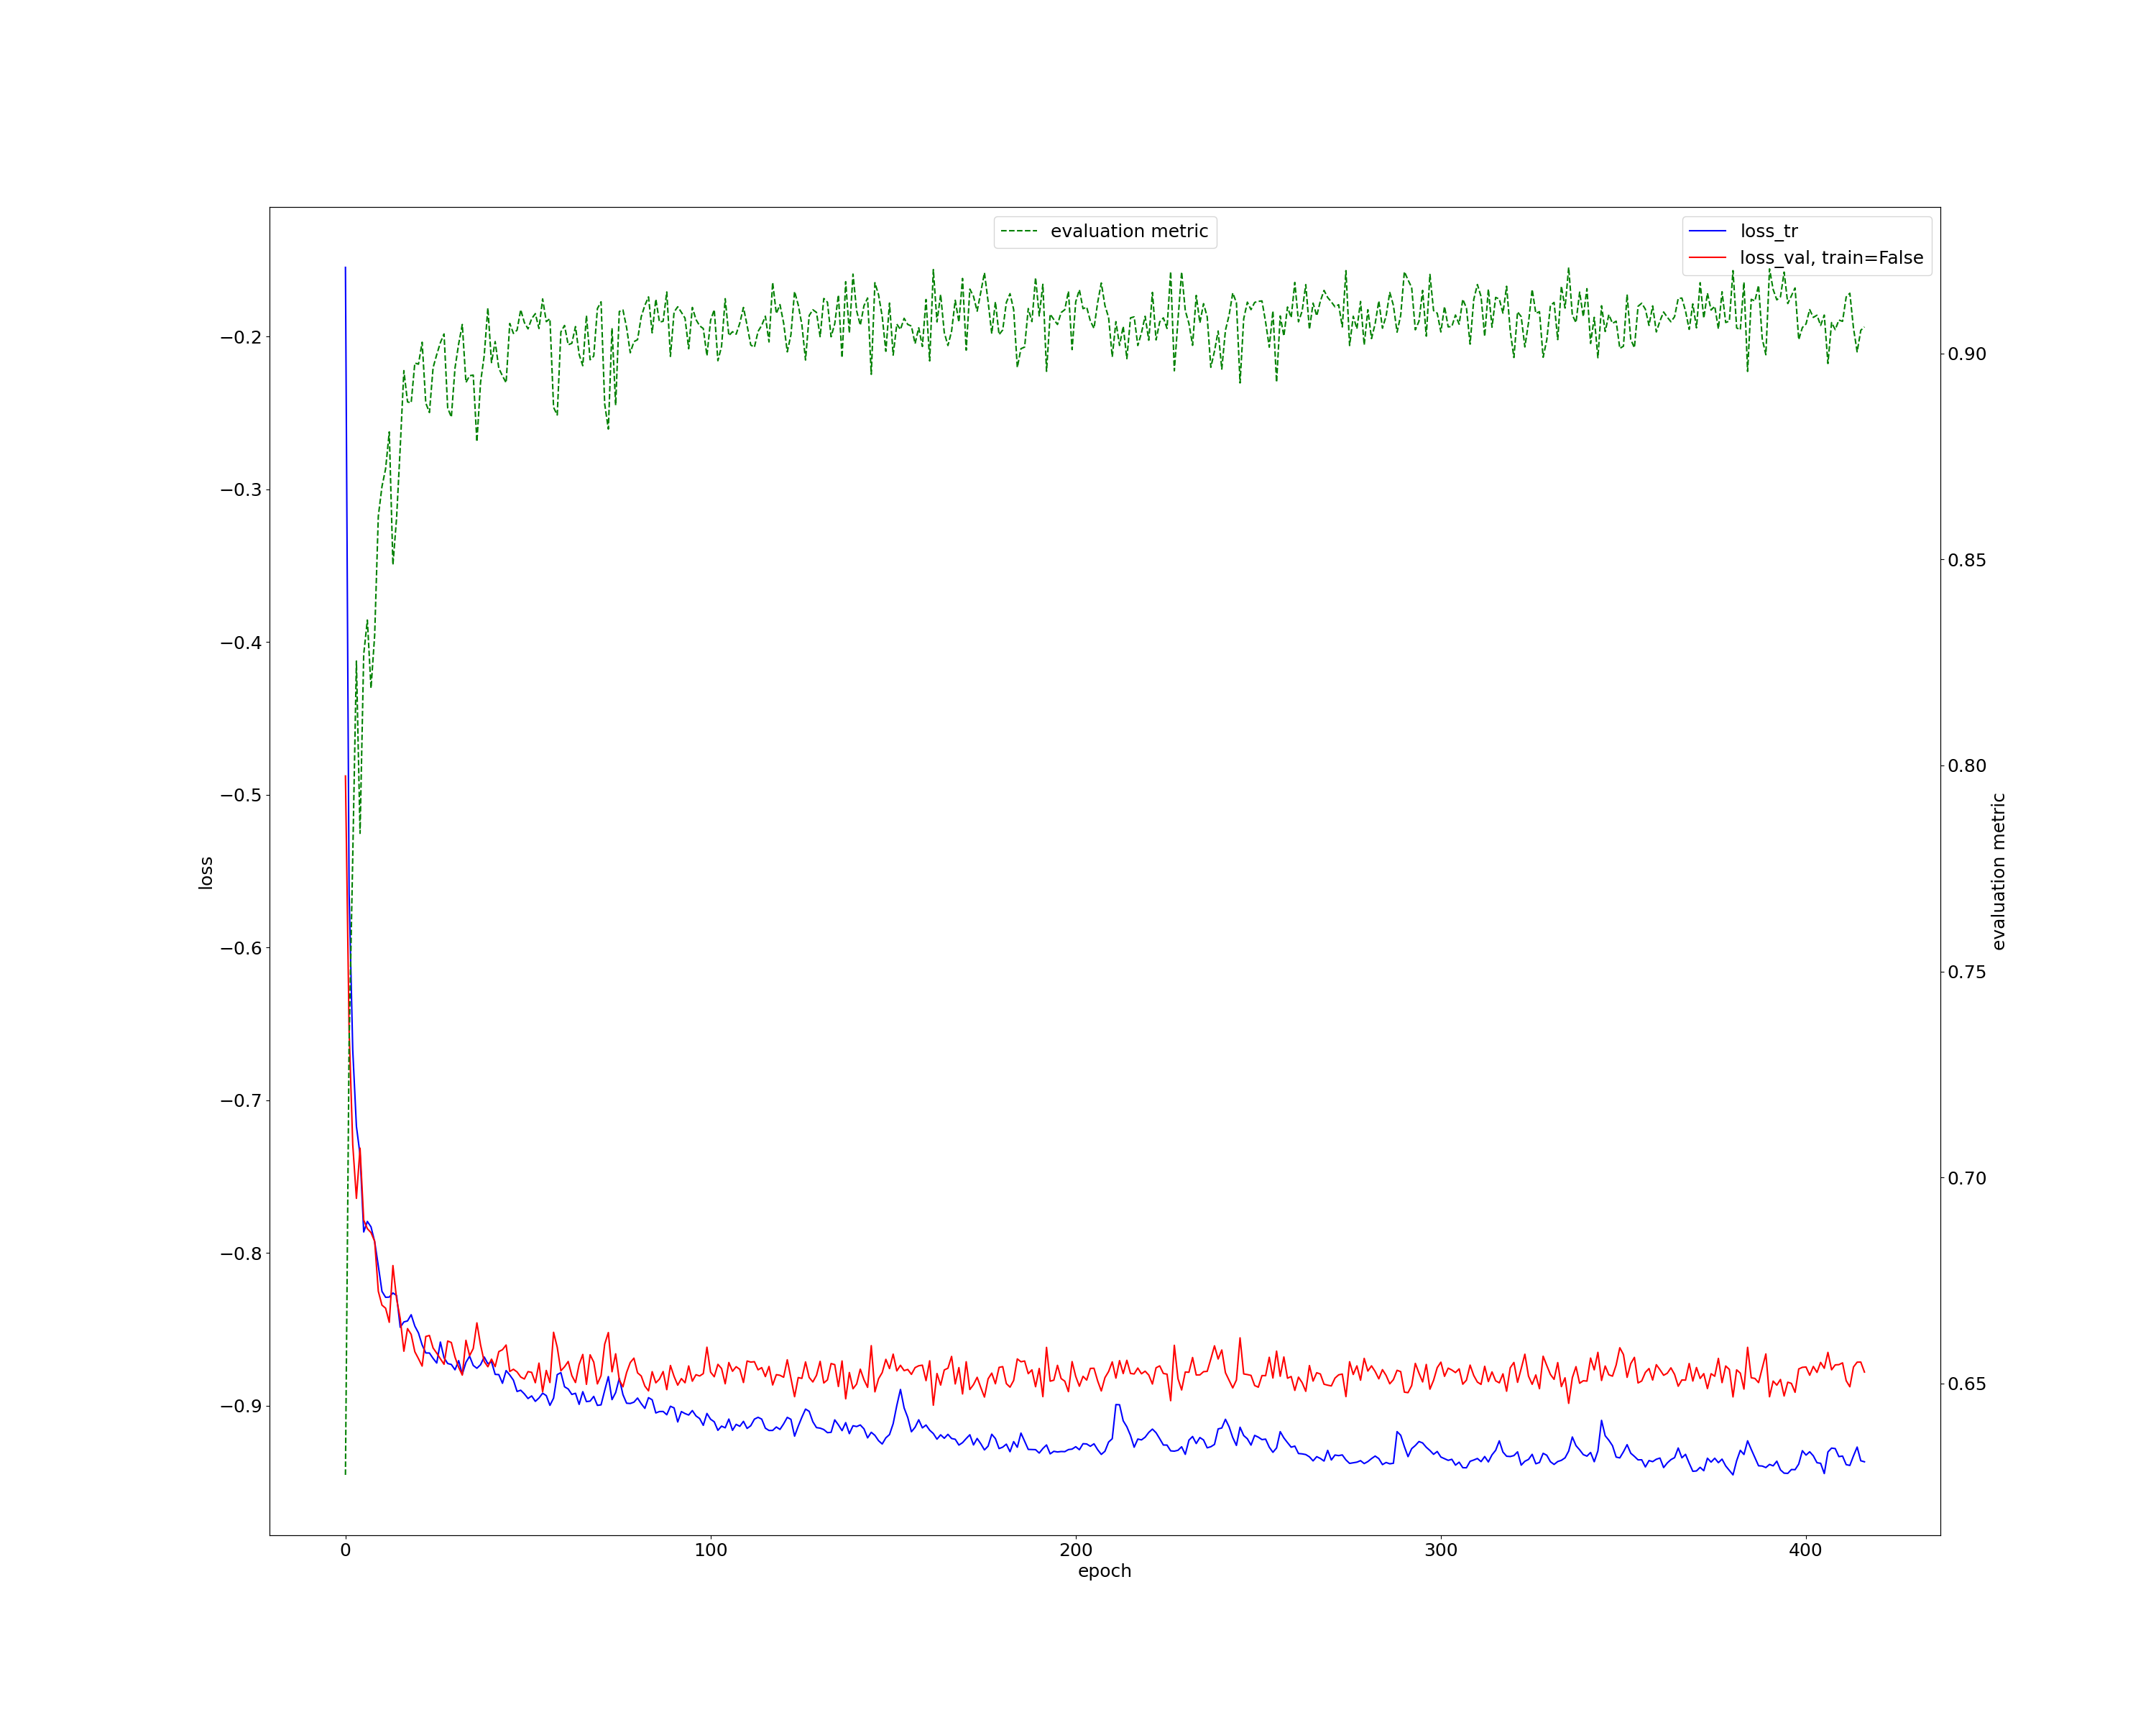 evaluation metric
loss_tr
loss_val, train=False
−0.2
−0.3
−0.4
−0.5
−0.6
−0.7
−0.8
−0.9
loss
0.90
0.85
0.80
0.75
0.70
0.65
evaluation metric
0 100 200 300 400
epoch